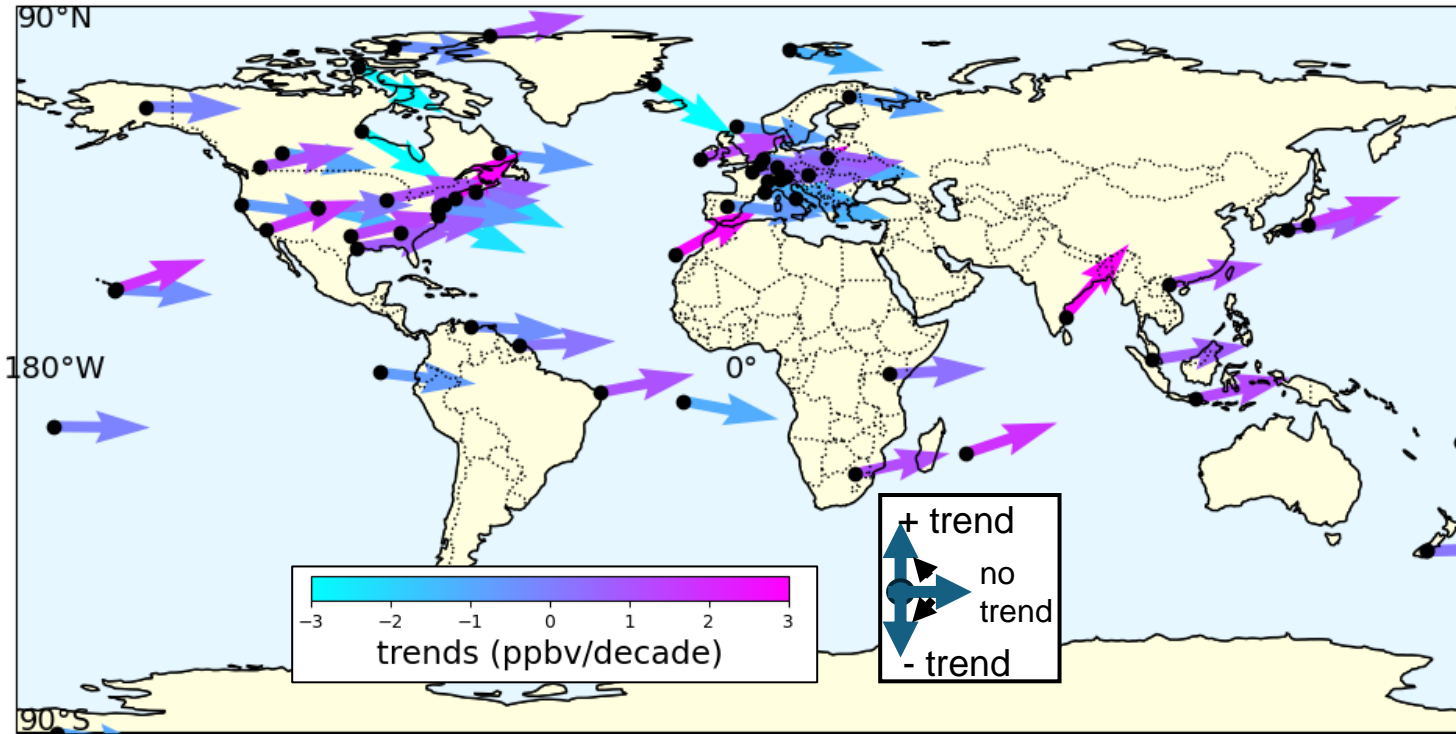 90°N
180°W
0°
+ trend
no
trend
- trend
−3
−2
−1
0
1
2
3
trends (ppbv/decade)
90°S